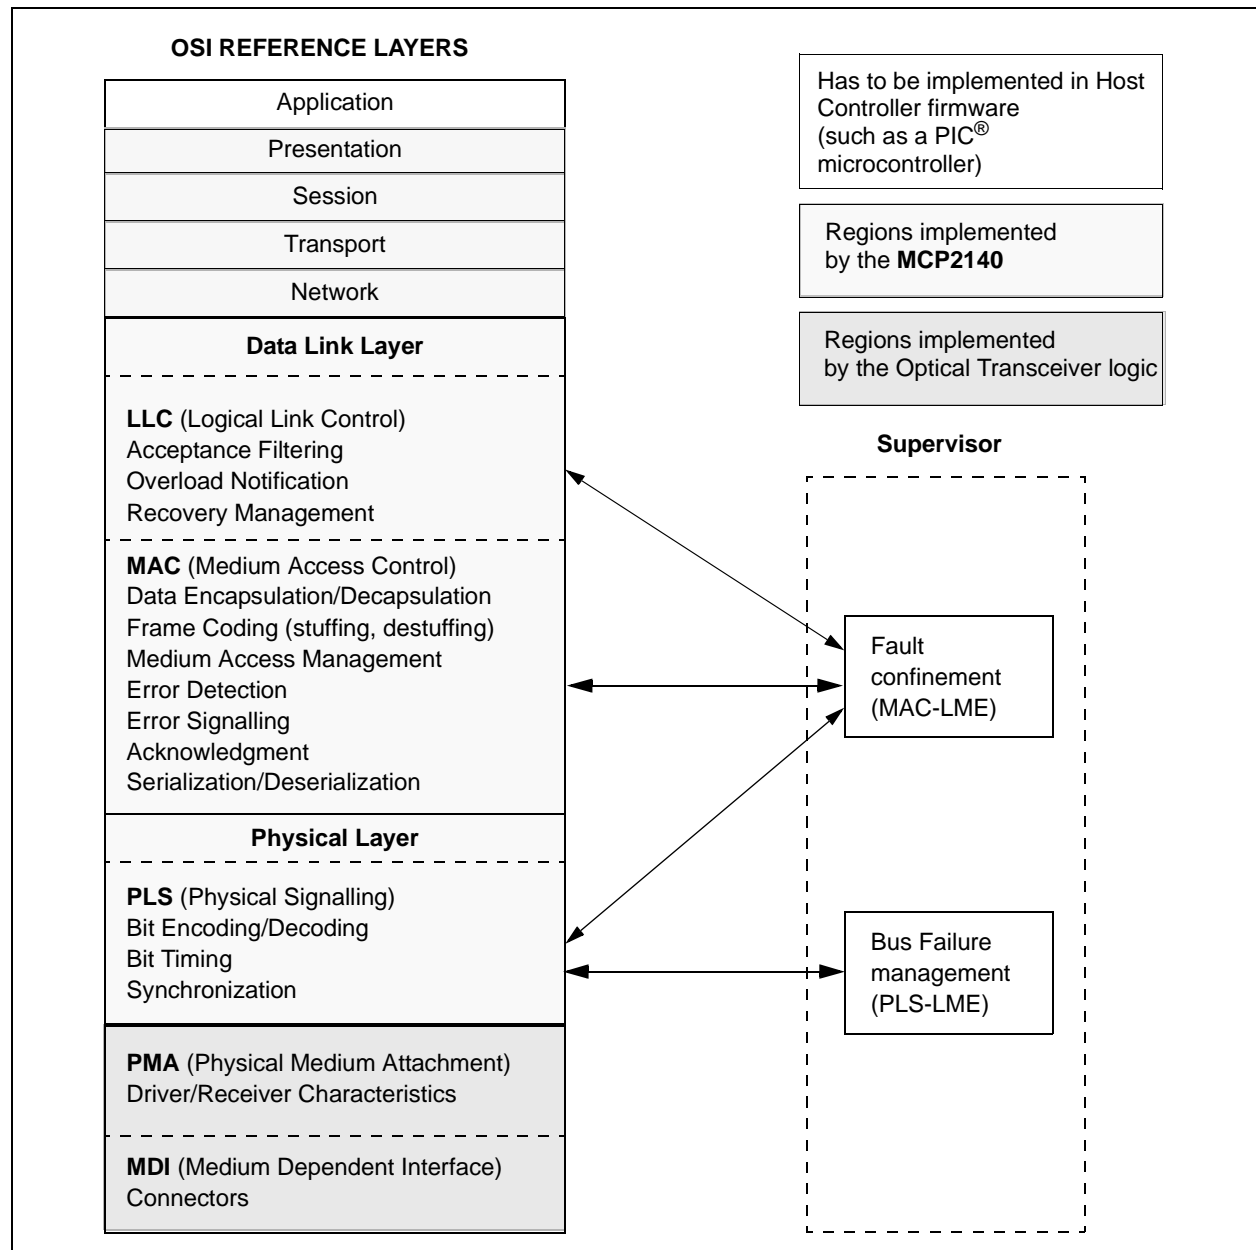 OSI REFERENCE LAYERS
Application
Presentation
Session
Transport
Network
Data Link Layer
LLC (Logical Link Control)
Acceptance Filtering
Overload Notification
Recovery Management
MAC (Medium Access Control)
Data Encapsulation/Decapsulation
Frame Coding (stuffing, destuffing)
Medium Access Management
Error Detection
Error Signalling
Acknowledgment
Serialization/Deserialization
Physical Layer
PLS (Physical Signalling)
Bit Encoding/Decoding
Bit Timing
Synchronization
PMA (Physical Medium Attachment)
Driver/Receiver Characteristics
MDI (Medium Dependent Interface)
Connectors
Has to be implemented in Host
Controller firmware
(such as a PIC®
microcontroller)
Regions implemented
by the MCP2140
Regions implemented
by the Optical Transceiver logic
Supervisor
Fault
confinement
(MAC-LME)
Bus Failure
management
(PLS-LME)